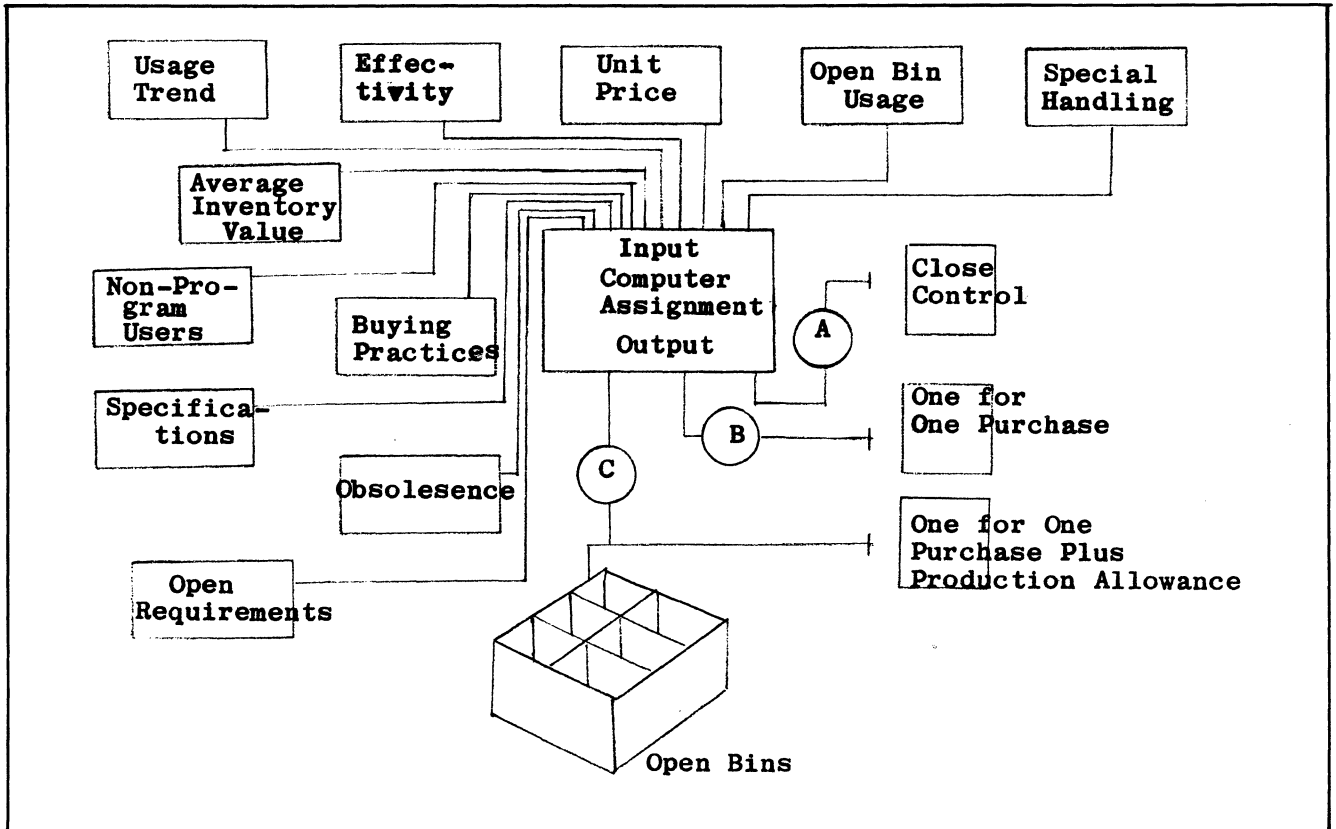 Usage
Trend
Effec-
tivity
Unit
Price
Open Bin
Usage
Special
Handling
Average
Inventory
Value
Non-Pro-
gram
Users
Buying
Practices
Specifica-
tions
Obsolesence
Open
Requirements
Input
Computer
Assignment
Output
A
B
C
Close
Control
One for
One Purchase
One for One
Purchase Plus
Production Allowance
Open Bins